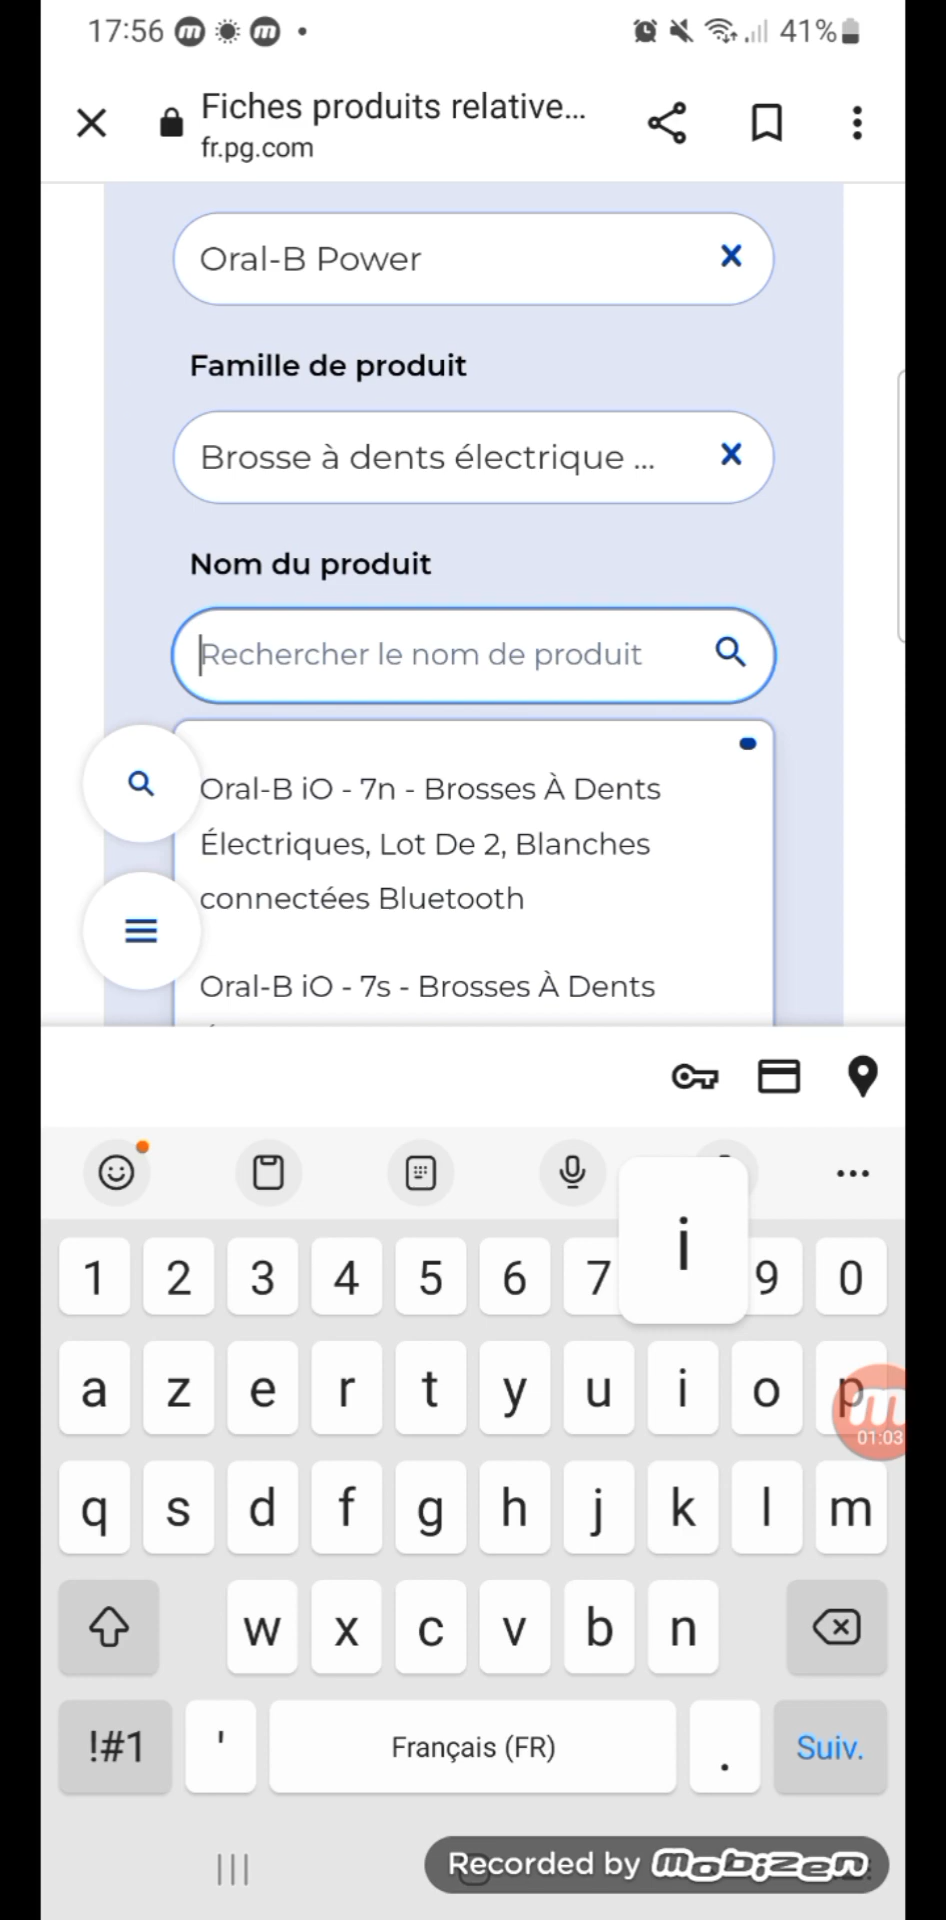 17:56
41%
Fiches produits relative...
fr.pg.com
Oral-B Power
Famille de produit
Brosse à dents électrique ...
Nom du produit
Rechercher le nom de produit
Oral-B iO - 7n - Brosses À Dents
Électriques, Lot De 2, Blanches
connectées Bluetooth
Oral-B iO - 7s - Brosses À Dents
i
1 2 3 4 5 6 7 9 0
a z e r t y u i o p
m
01:03
q s d f g h j k l m
w x c v b n
!#1 ' Français (FR) . Suiv.
Recorded by mobizen